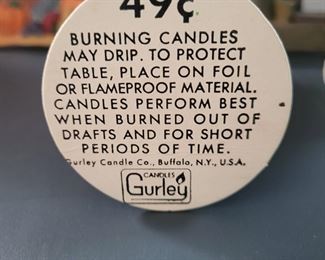 49¢
BURNING CANDLES
MAY DRIP. TO PROTECT
TABLE, PLACE ON FOIL
OR FLAMEPROOF MATERIAL.
CANDLES PERFORM BEST
WHEN BURNED OUT OF
DRAFTS AND FOR SHORT
PERIODS OF TIME.
Gurley Candle Co., Buffalo, N.Y., U.S.A.
CANDLES
Gurley